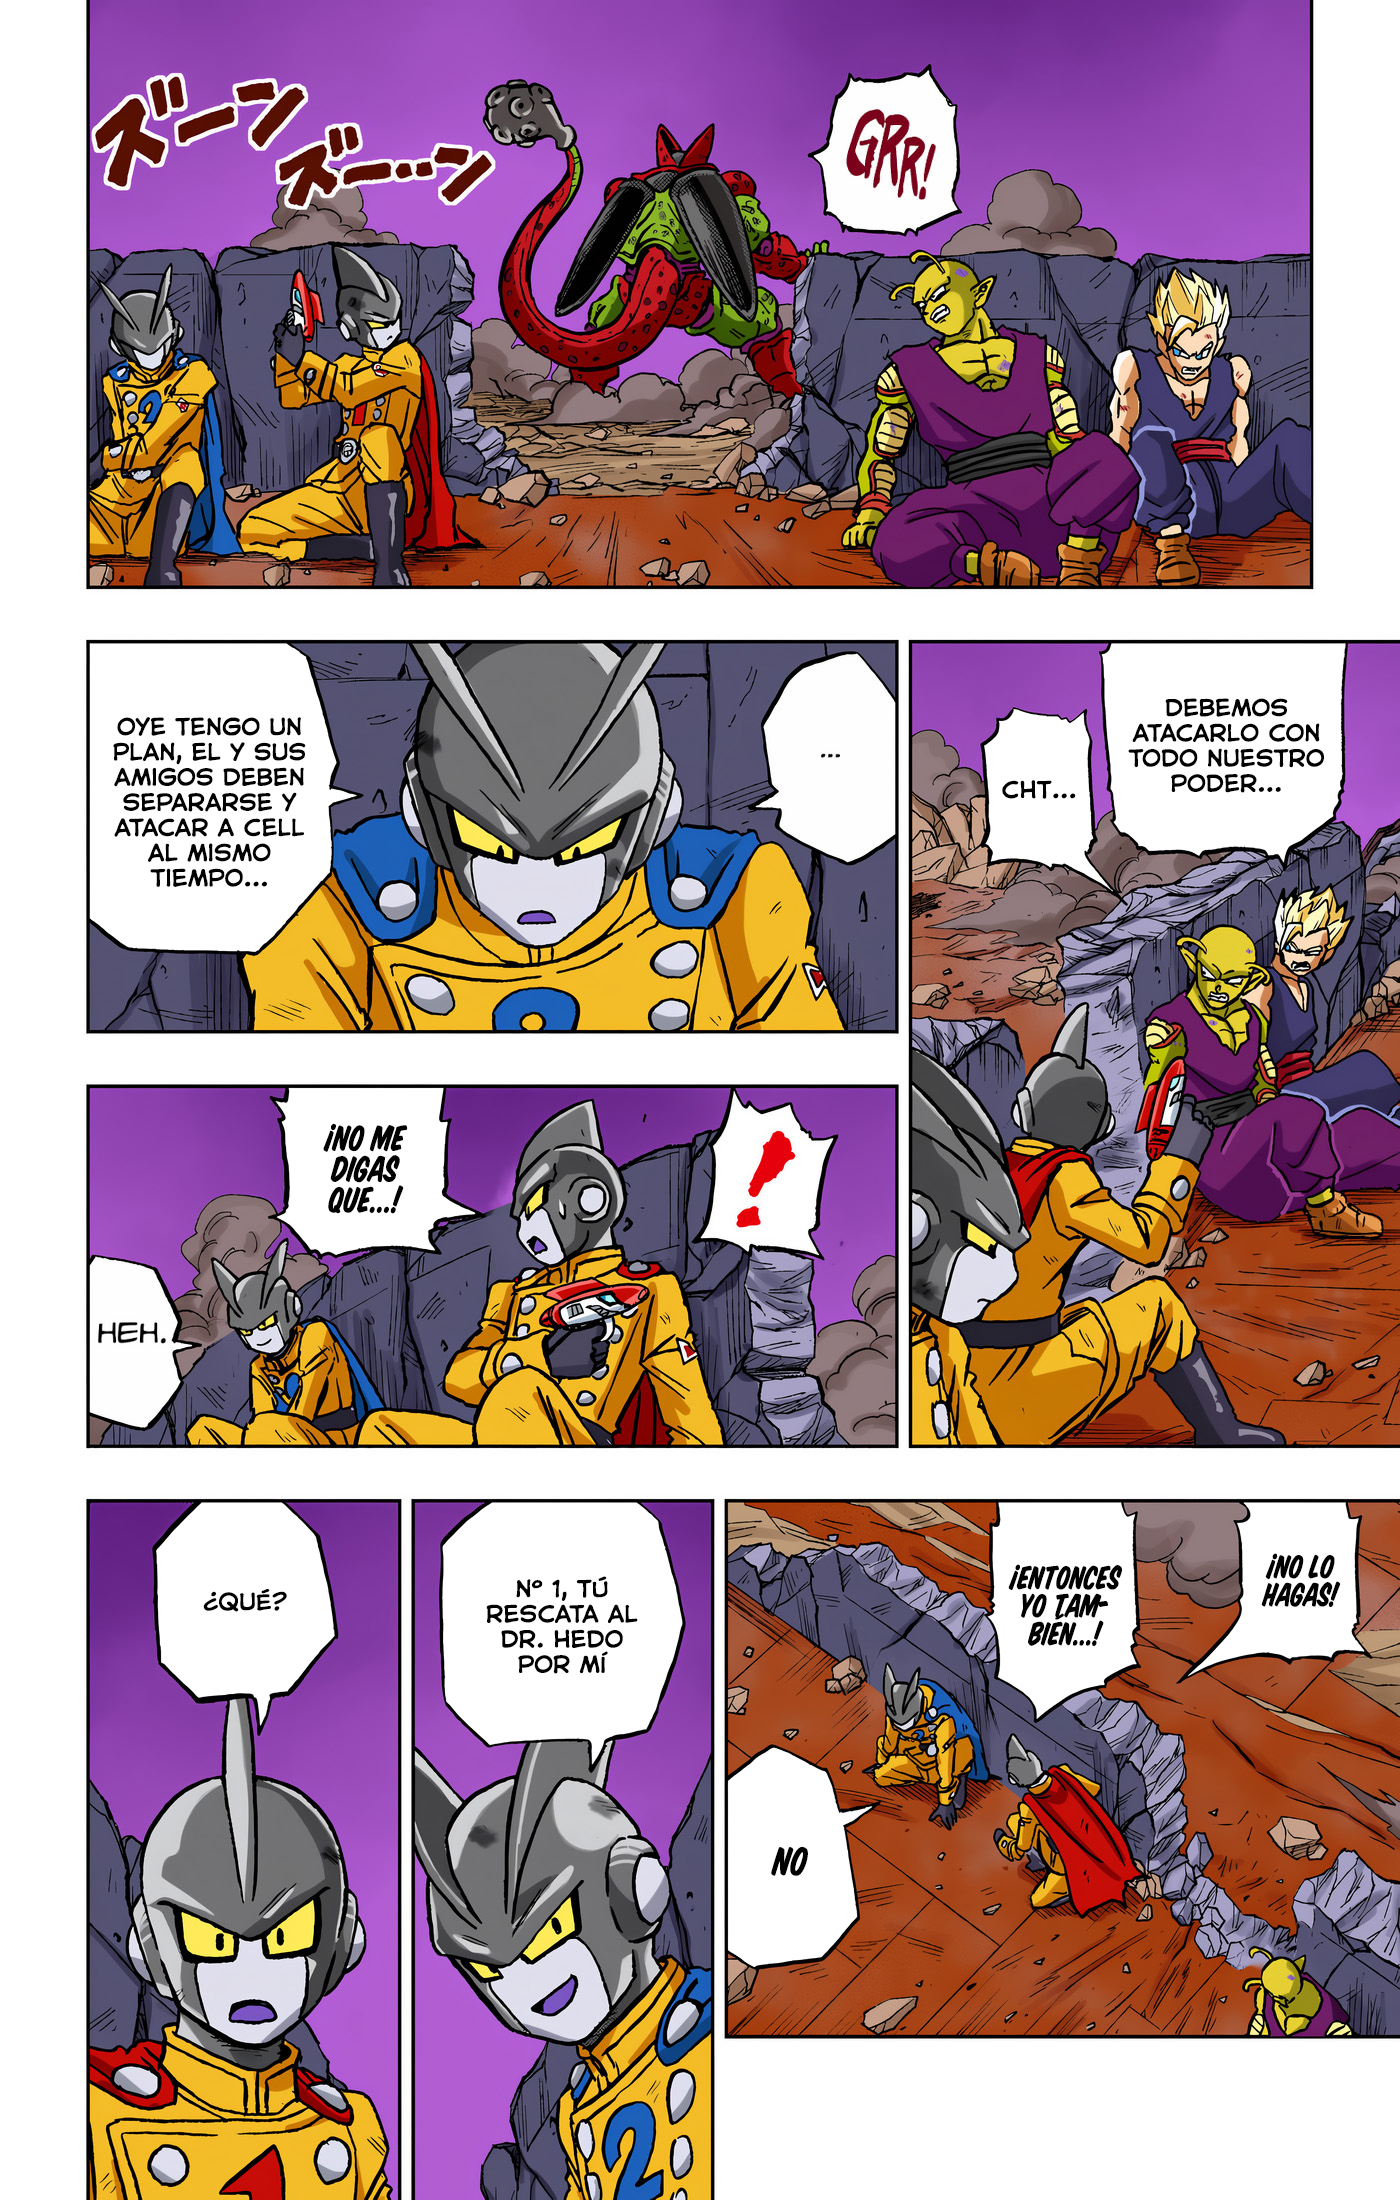 GRR!
ズーン
ズー…ン
DEBEMOS
ATACARLO CON
TODO NUESTRO
PODER...
CHT...
...
OYE TENGO UN
PLAN, EL Y SUS
AMIGOS DEBEN
SEPARARSE Y
ATACAR A CELL
AL MISMO
TIEMPO...
!
¡NO ME
DIGAS
QUE...!
HEH.
¡NO LO
HAGAS!
¡ENTONCES
YO TAM-
BIÉN...!
NO
Nº 1, TÚ
RESCATA AL
DR. HEDO
POR MÍ
2
¿QUÉ?
1